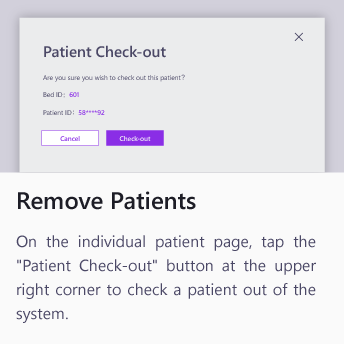 Patient Check-out
Are you sure you wish to check out this patient?
Bed ID: 601
Patient ID: 58****92
Cancel Check-out
Remove Patients
On the individual patient page, tap the
"Patient Check-out" button at the upper
right corner to check a patient out of the
system.